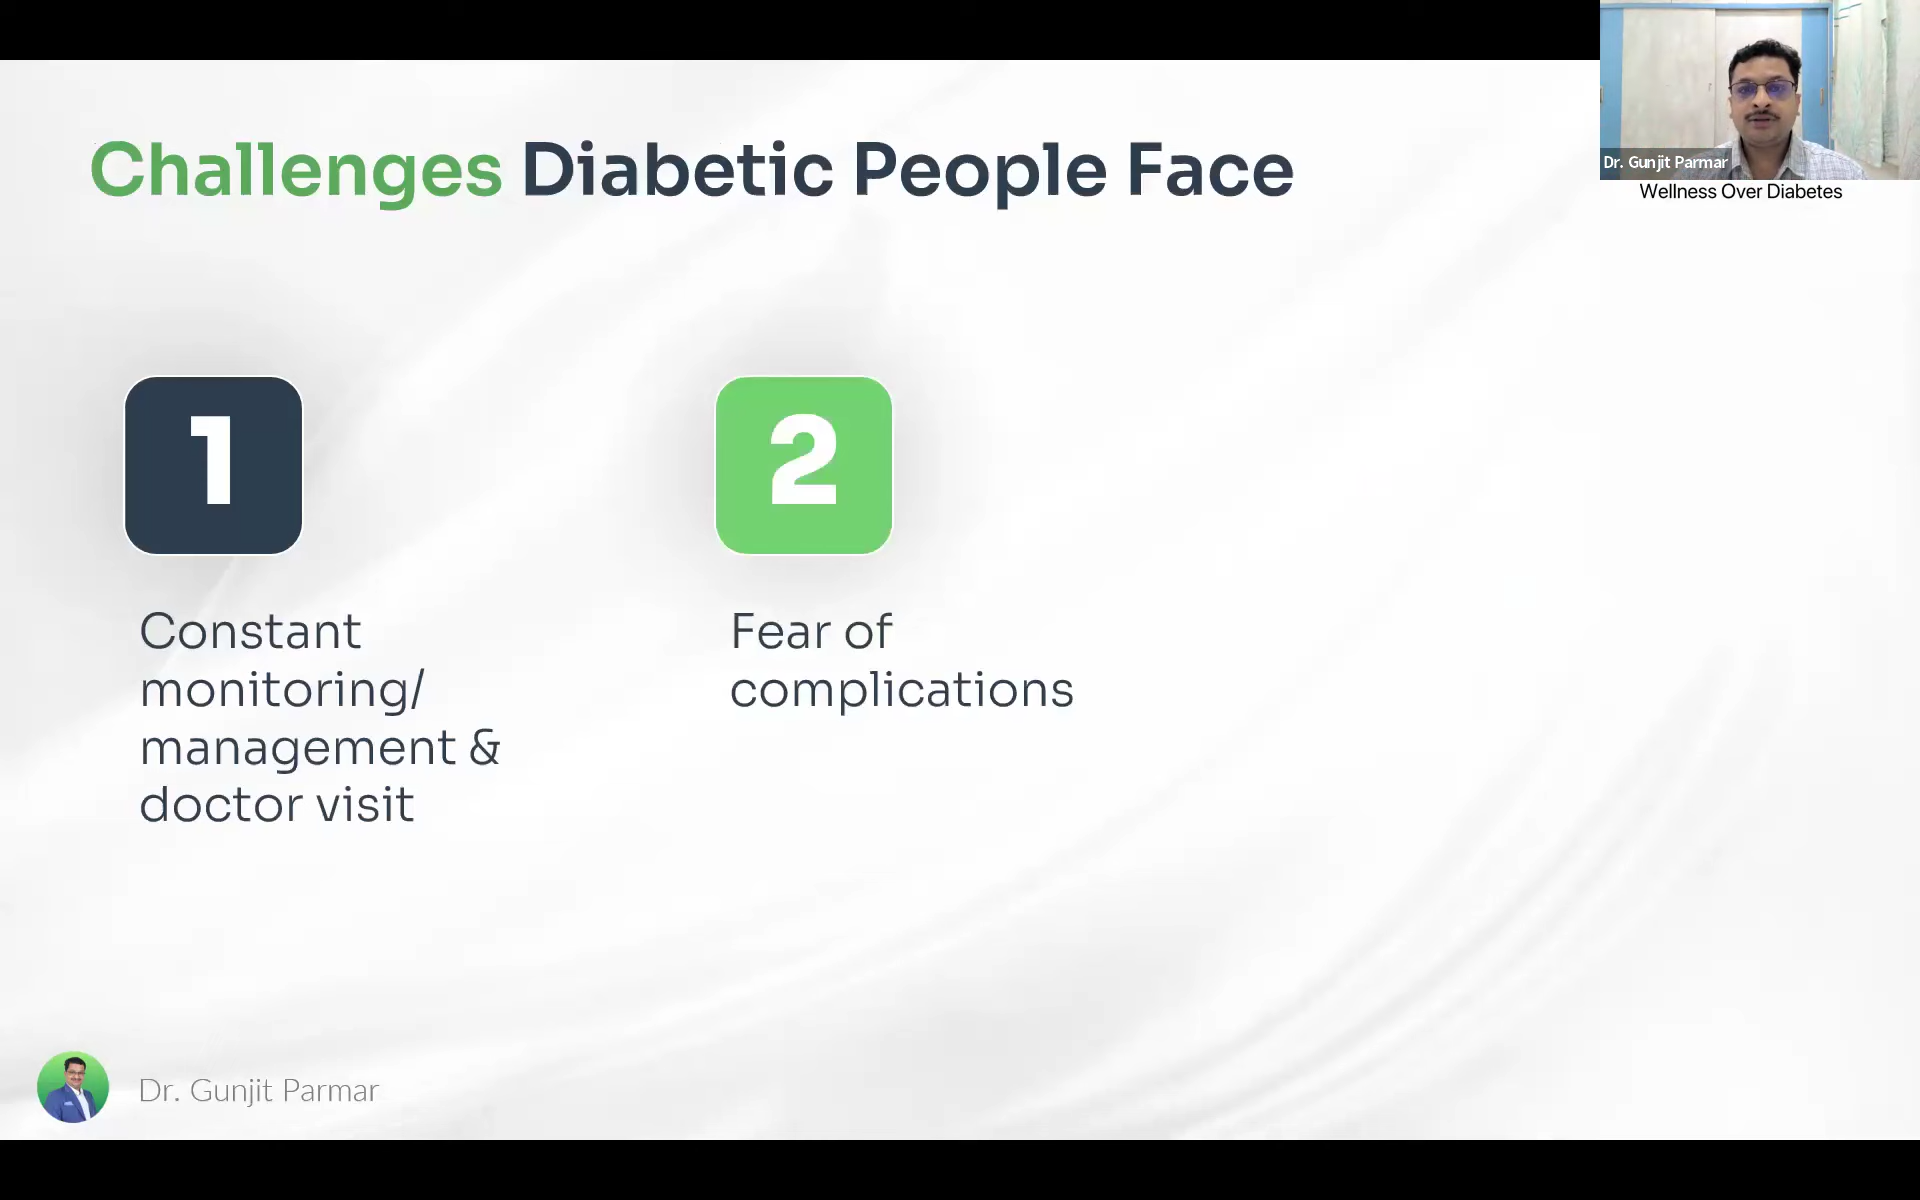 Challenges Diabetic People Face
Dr. Gunjit Parmar
Wellness Over Diabetes
1
Constant
monitoring/
management &
doctor visit
2
Fear of
complications
Dr. Gunjit Parmar